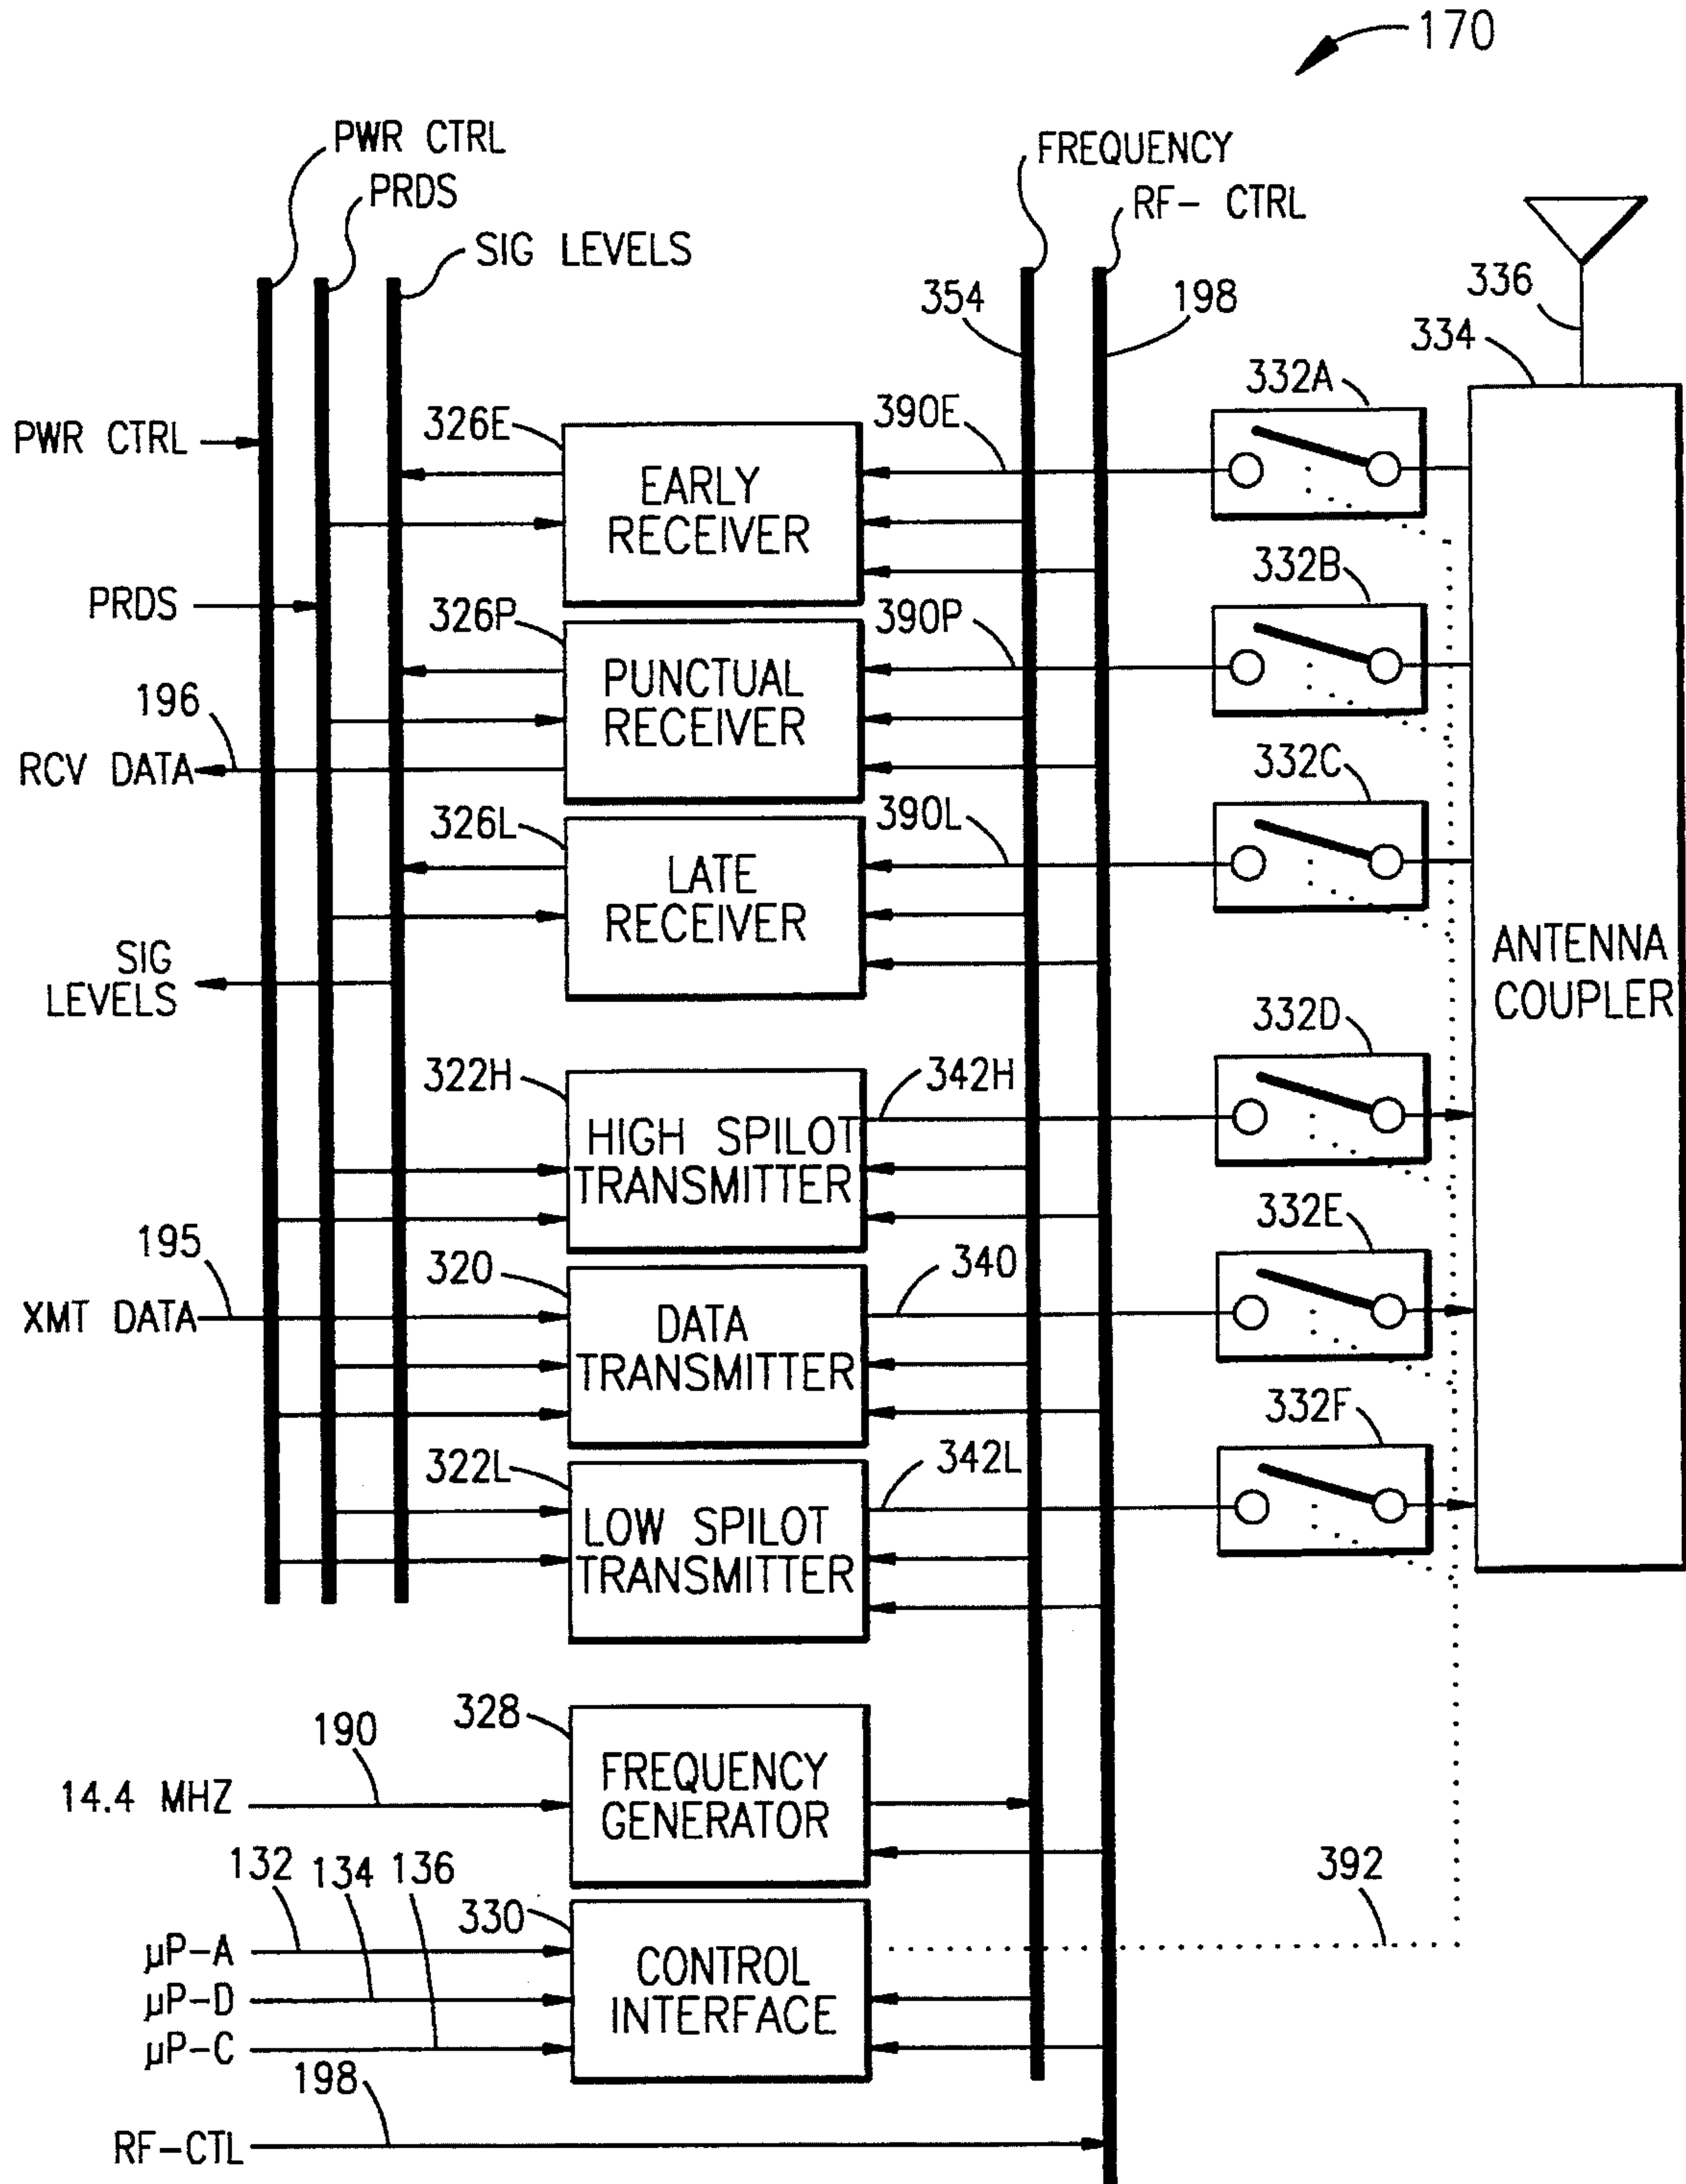 170
PWR CTRL
PRDS
SIG LEVELS
FREQUENCY
RF- CTRL
354
198
336
334
332A
PWR CTRL
326E
EARLY
RECEIVER
390E
PRDS
332B
326P
PUNCTUAL
RECEIVER
390P
196
RCV DATA
332C
326L
LATE
RECEIVER
390L
SIG
LEVELS
ANTENNA
COUPLER
332D
322H
HIGH SPILOT
TRANSMITTER
342H
332E
195
XMT DATA
320
DATA
TRANSMITTER
340
332F
322L
LOW SPILOT
TRANSMITTER
342L
328
190
14.4 MHZ
FREQUENCY
GENERATOR
132
134
136
330
392
µP-A
µP-D
µP-C
CONTROL
INTERFACE
198
RF-CTL